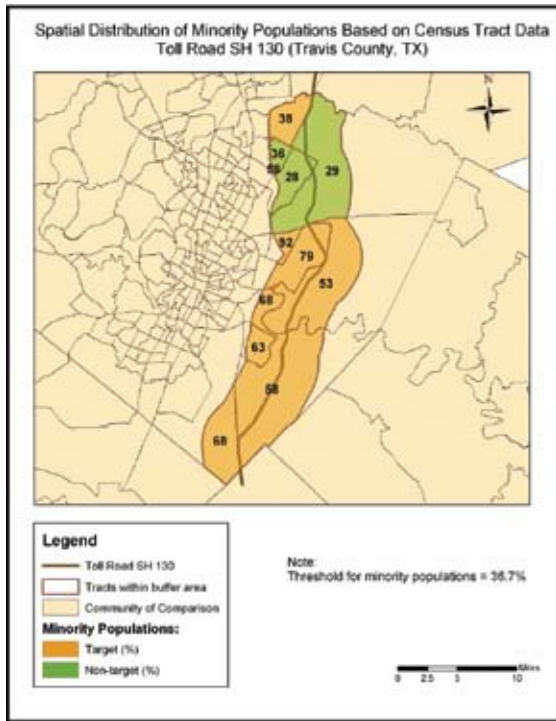 Spatial Distribution of Minority Populations Based on Census Tract Data
Toll Road SH 130 (Travis County, TX)
N
38
36
28
29
92
79
53
68
63
58
68
Legend
Toll Road SH 130
Tracts within buffer area
Community of Comparison
Minority Populations:
Target (%)
Non-target (%)
Note:
Threshold for minority populations = 36.7%
Miles
0 2.5 5 10